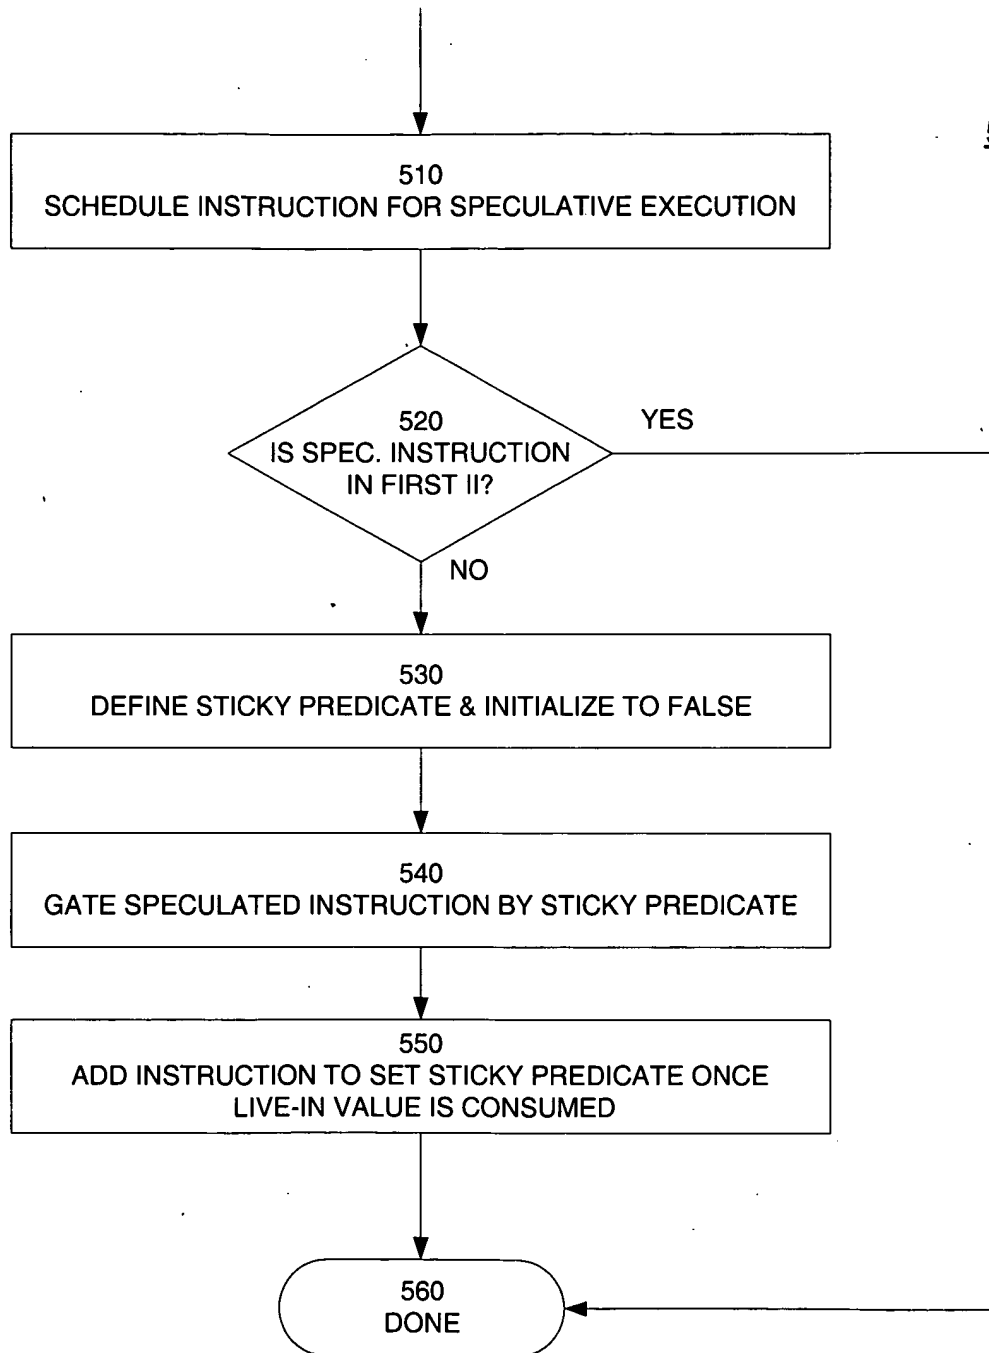 510
SCHEDULE INSTRUCTION FOR SPECULATIVE EXECUTION
520
IS SPEC. INSTRUCTION
IN FIRST II?
YES
NO
530
DEFINE STICKY PREDICATE & INITIALIZE TO FALSE
540
GATE SPECULATED INSTRUCTION BY STICKY PREDICATE
550
ADD INSTRUCTION TO SET STICKY PREDICATE ONCE
LIVE-IN VALUE IS CONSUMED
560
DONE